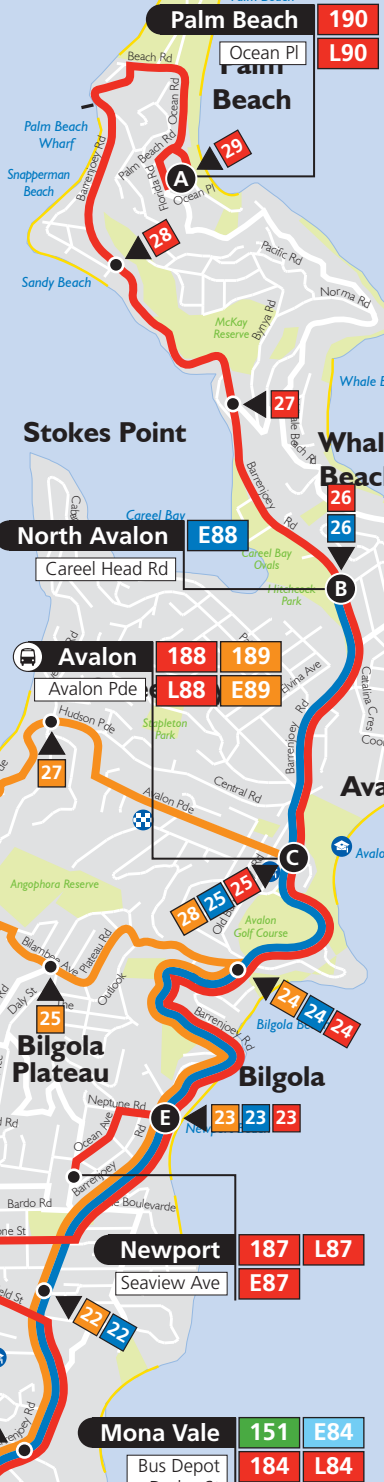 Palm Beach 190
Ocean Pl L90
Palm
Beach
Beach Rd
Ocean Rd
Palm Beach Rd
Florida Rd
Palm Beach
Wharf
Barrenjoey Rd
Snapperman
Beach
A
29
Ocean Pl
28
Pacific Rd
Sandy Beach
Norma Rd
McKay
Reserve
Bynya Rd
27
Stokes Point
Barrenjoey
Rd
26
26
Careel Bay
North Avalon E88
Careel Head Rd
Careel Bay
Ovals
Hitchcock
Park
B
Avalon 188 189
Avalon Pde L88 E89
Elvina Ave
Catalina Cres
Barrenjoey
Rd
Hudson Pde
Stapleton
Park
27
Central Rd
Avalon Pde
C
28 25 25
Angophora Reserve
Avalon
Golf Course
Bilambee Ave
Plateau Rd
Outlook
Daly St
The
25
24 24 24
Bilgola
Plateau
Barrenjoey Rd
Bilgola
Neptune Rd
Ocean Ave
E
23 23 23
Rd
Barrenjoey
Bardo Rd
Boulevarde
Newport 187 L87
Seaview Ave E87
22 22
Mona Vale 151 E84
Bus Depot 184 L84